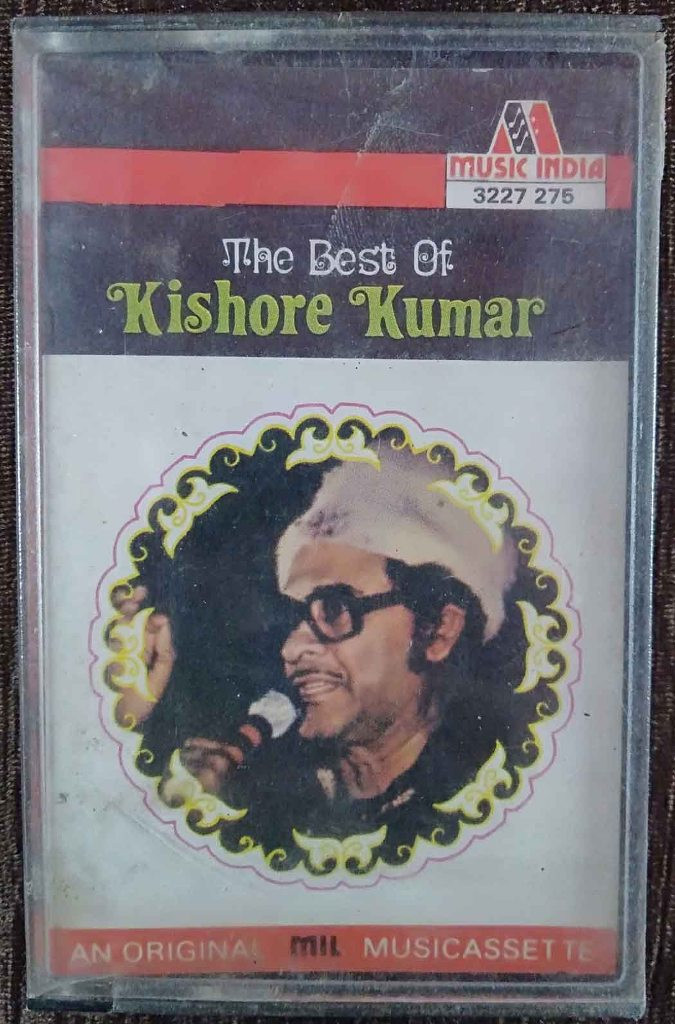 MUSIC INDIA
3227 275
The Best Of
Kishore Kumar
AN ORIGINAL MIL MUSICASSETTE